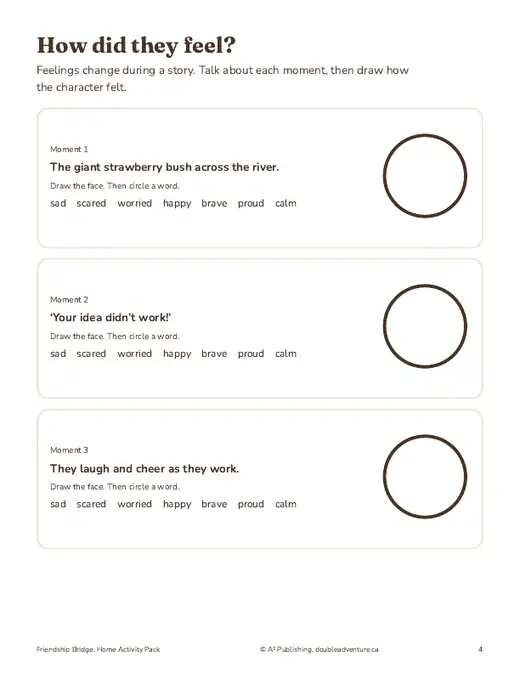 How did they feel?
Feelings change during a story. Talk about each moment, then draw how
the character felt.
Moment 1
The giant strawberry bush across the river.
Draw the face. Then circle a word.
sad scared worried happy brave proud calm
Moment 2
‘Your idea didn’t work!’
Draw the face. Then circle a word.
sad scared worried happy brave proud calm
Moment 3
They laugh and cheer as they work.
Draw the face. Then circle a word.
sad scared worried happy brave proud calm
Friendship Bridge. Home Activity Pack © A² Publishing. doubleadventure.ca 4